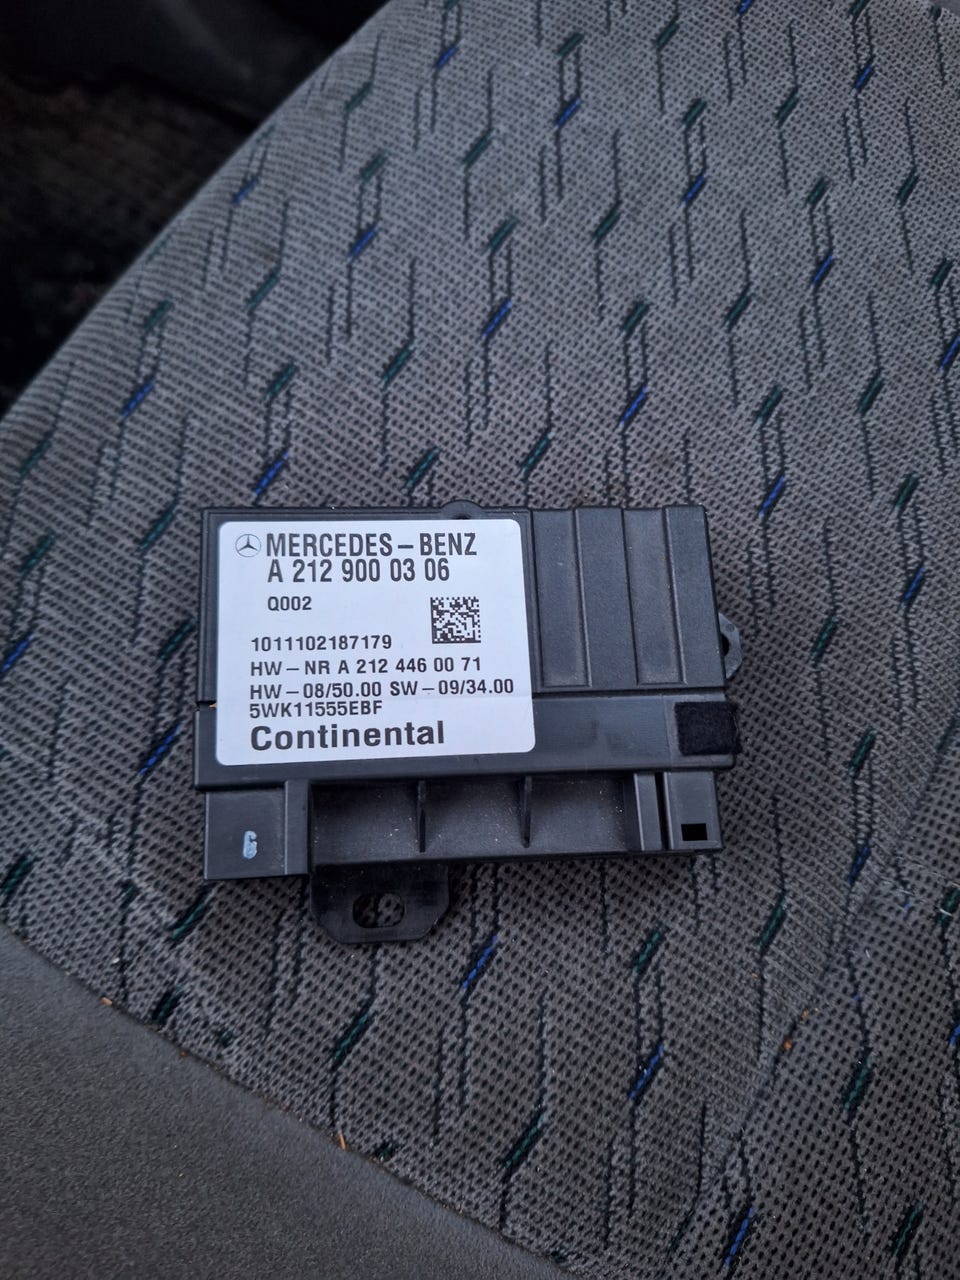 MERCEDES-BENZ
A 212 900 03 06
Q002
1011102187179
HW-NR A 212 446 00 71
HW-08/50.00 SW-09/34.00
5WK11555EBF
Continental
6